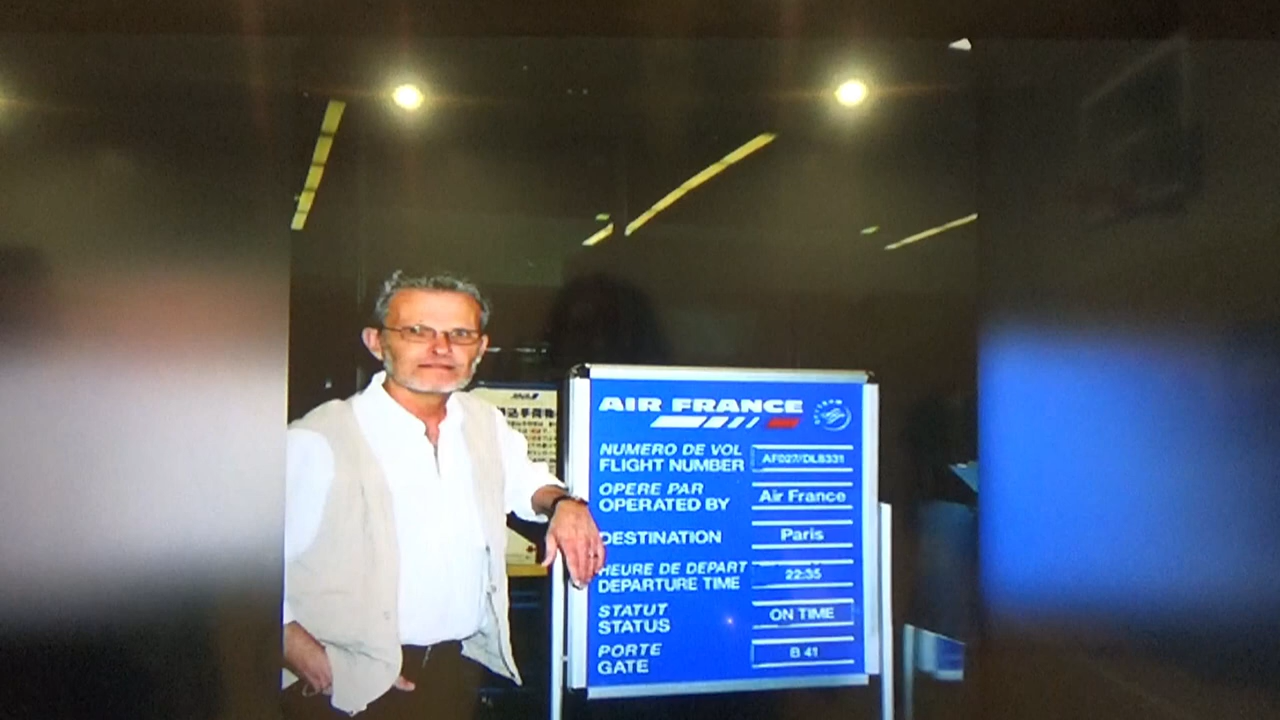 AIR FRANCE
NUMERO DE VOL
FLIGHT NUMBER AF027/DL8331
OPERE PAR
OPERATED BY Air France
DESTINATION Paris
HEURE DE DEPART
DEPARTURE TIME 22:35
STATUT
STATUS ON TIME
PORTE
GATE B 41
ANA